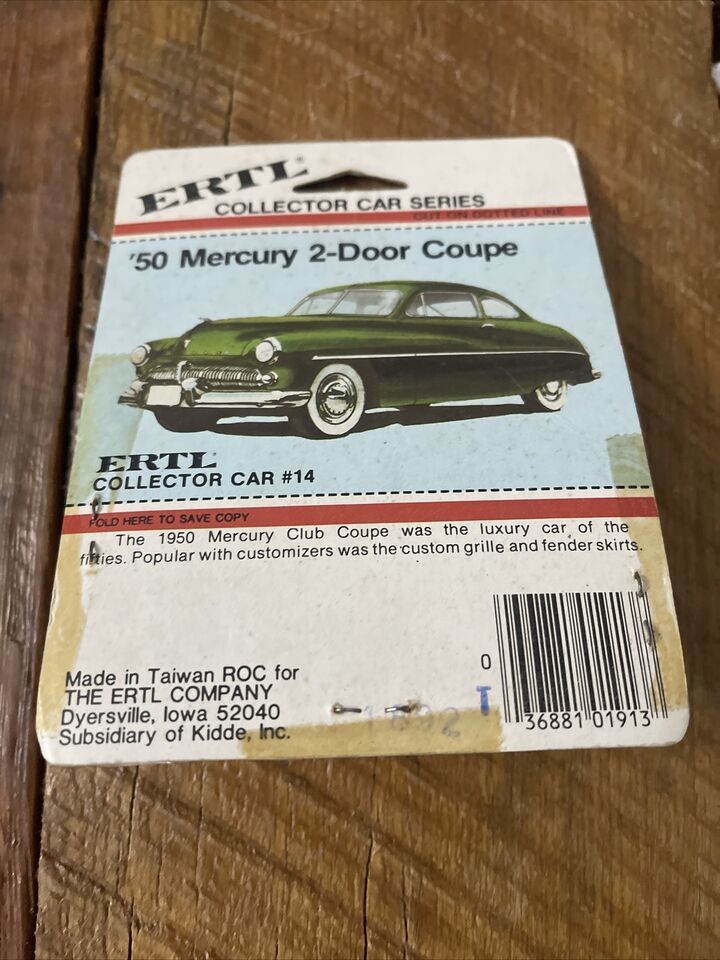 ERTL®
COLLECTOR CAR SERIES
CUT ON DOTTED LINE
'50 Mercury 2-Door Coupe
ERTL®
COLLECTOR CAR #14
FOLD HERE TO SAVE COPY
The 1950 Mercury Club Coupe was the luxury car of the
fifties. Popular with customizers was the custom grille and fender skirts.
Made in Taiwan ROC for
THE ERTL COMPANY
Dyersville, Iowa 52040
Subsidiary of Kidde, Inc.
0
T
36881 01913